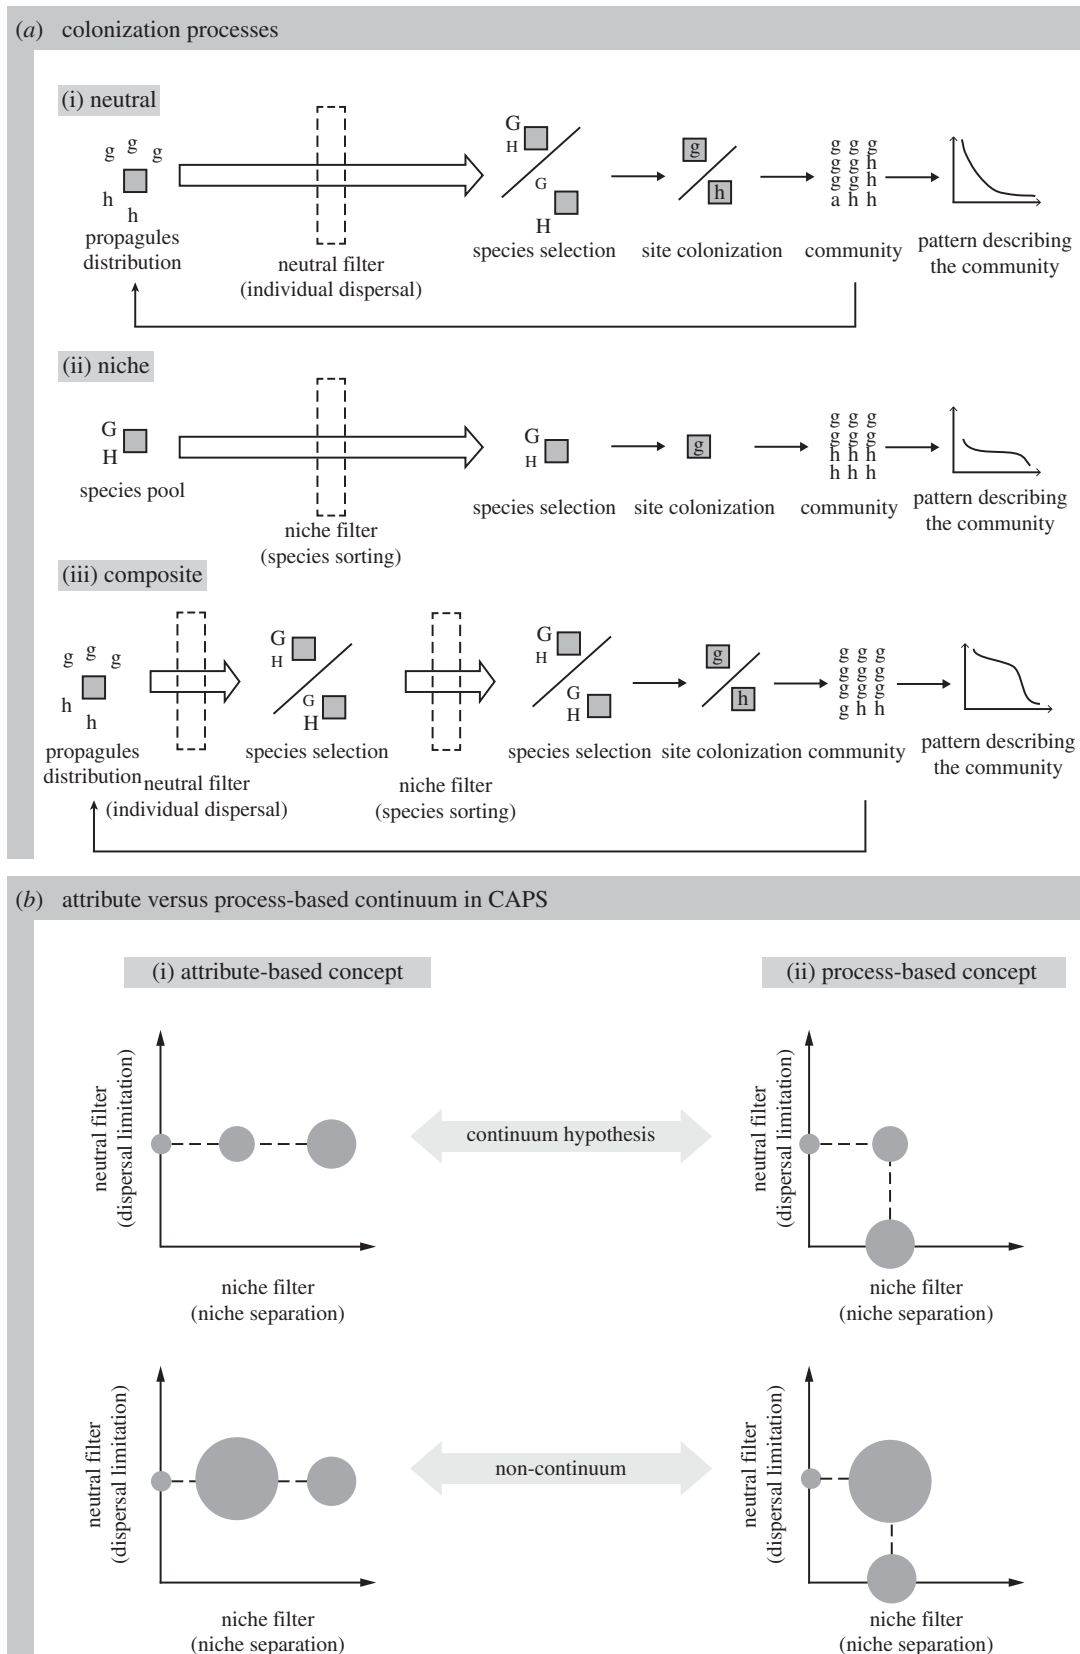 (a) colonization processes
(i) neutral
g g g
h
h
propagules
distribution
neutral filter
(individual dispersal)
G
H
G
H
species selection
g
h
site colonization
g g g
g g h
g g h
a h h
community
pattern describing
the community
(ii) niche
G
H
species pool
niche filter
(species sorting)
G
H
species selection
g
site colonization
g g g
g g g
h h h
h h h
community
pattern describing
the community
(iii) composite
g g g
h
h
propagules
distribution
neutral filter
(individual dispersal)
G
H
G
H
species selection
niche filter
(species sorting)
G
H
G
H
species selection
g
h
site colonization
g g g
g g g
g g g
g h h
community
pattern describing
the community
(b) attribute versus process-based continuum in CAPS
(i) attribute-based concept
(ii) process-based concept
neutral filter
(dispersal limitation)
niche filter
(niche separation)
continuum hypothesis
neutral filter
(dispersal limitation)
niche filter
(niche separation)
neutral filter
(dispersal limitation)
niche filter
(niche separation)
non-continuum
neutral filter
(dispersal limitation)
niche filter
(niche separation)